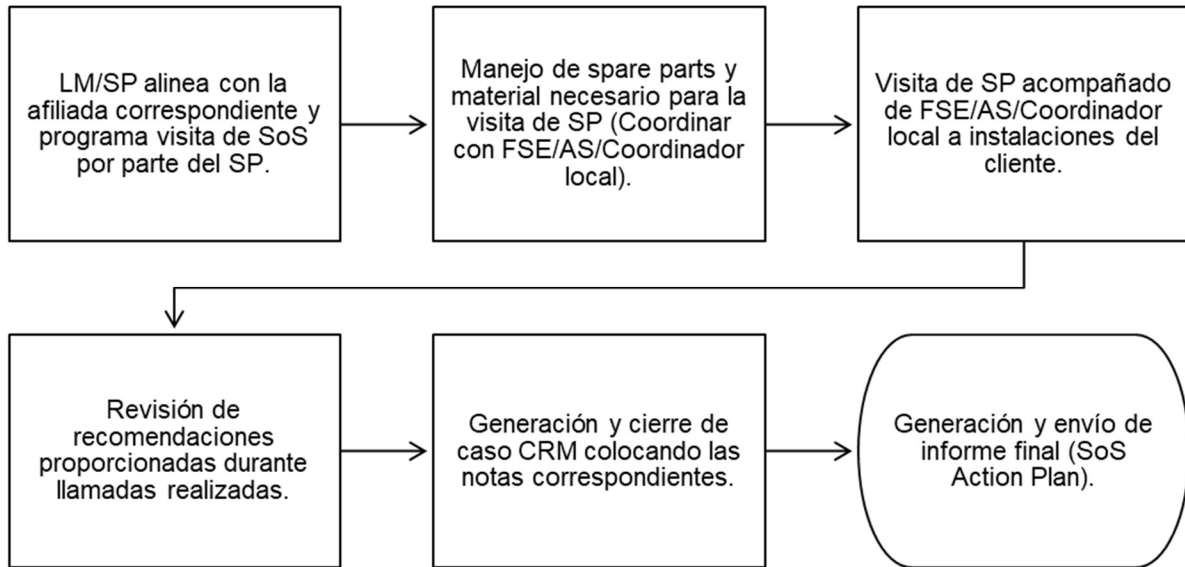 LM/SP alinea con la
afiliada correspondiente y
programa visita de SoS
por parte del SP.
Manejo de spare parts y
material necesario para la
visita de SP (Coordinar
con FSE/AS/Coordinador
local).
Visita de SP acompañado
de FSE/AS/Coordinador
local a instalaciones del
cliente.
Revisión de
recomendaciones
proporcionadas durante
llamadas realizadas.
Generación y cierre de
caso CRM colocando las
notas correspondientes.
Generación y envío de
informe final (SoS
Action Plan).